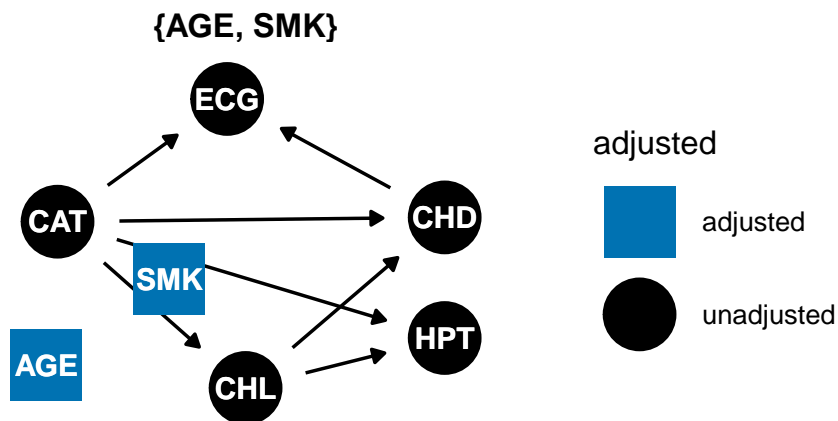 {AGE, SMK}
ECG
CAT
CHD
SMK
HPT
AGE
CHL
adjusted
adjusted
unadjusted